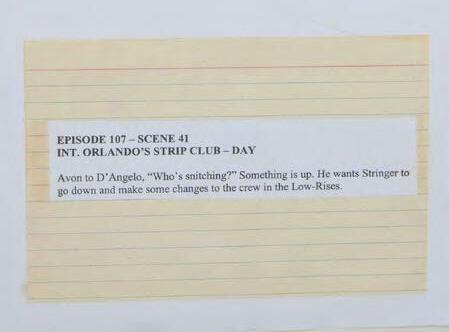 EPISODE 107 – SCENE 41
INT. ORLANDO'S STRIP CLUB – DAY
Avon to D'Angelo, "Who's snitching?" Something is up. He wants Stringer to
go down and make some changes to the crew in the Low-Rises.